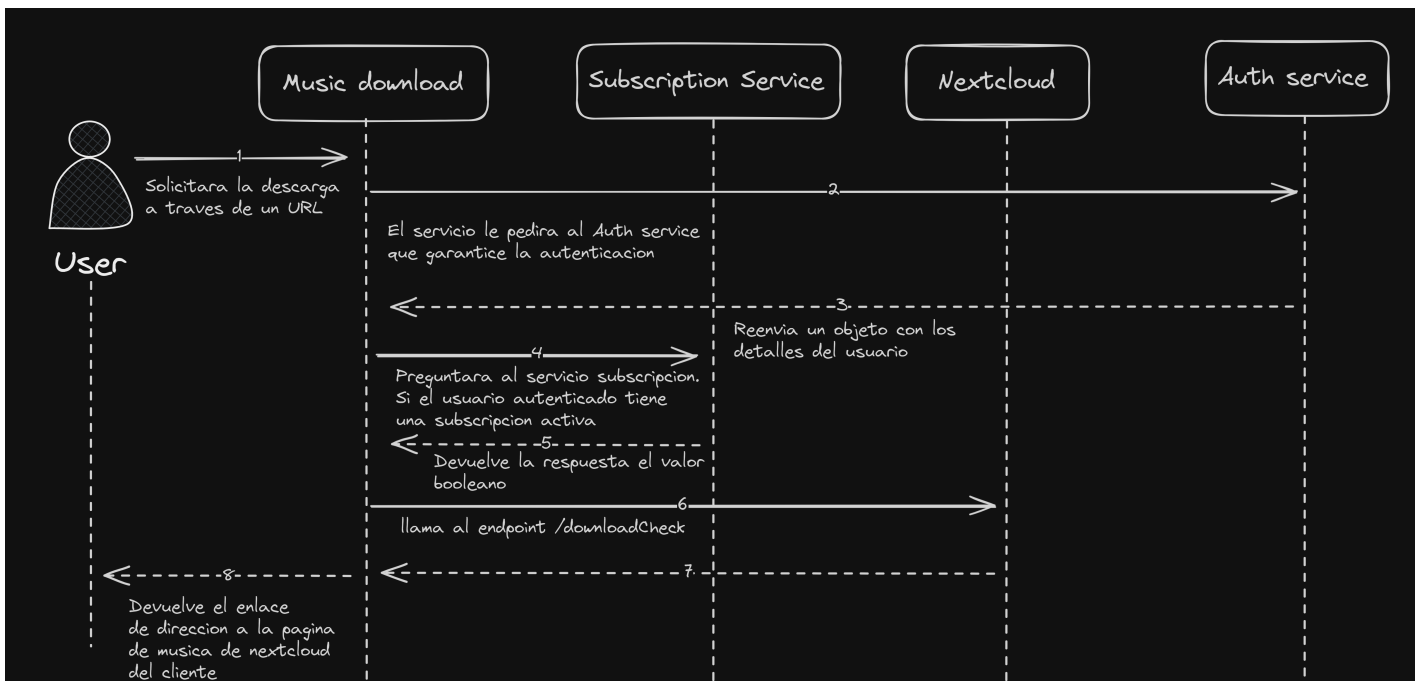 Music download
Subscription Service
Nextcloud
Auth service
1
Solicitara la descarga
a traves de un URL
User
2
El servicio le pedira al Auth service
que garantice la autenticacion
3
Reenvia un objeto con los
detalles del usuario
4
Preguntara al servicio subscripcion.
Si el usuario autenticado tiene
una subscripcion activa
5
Devuelve la respuesta el valor
booleano
6
llama al endpoint /downloadCheck
7
8
Devuelve el enlace
de direccion a la pagina
de musica de nextcloud
del cliente